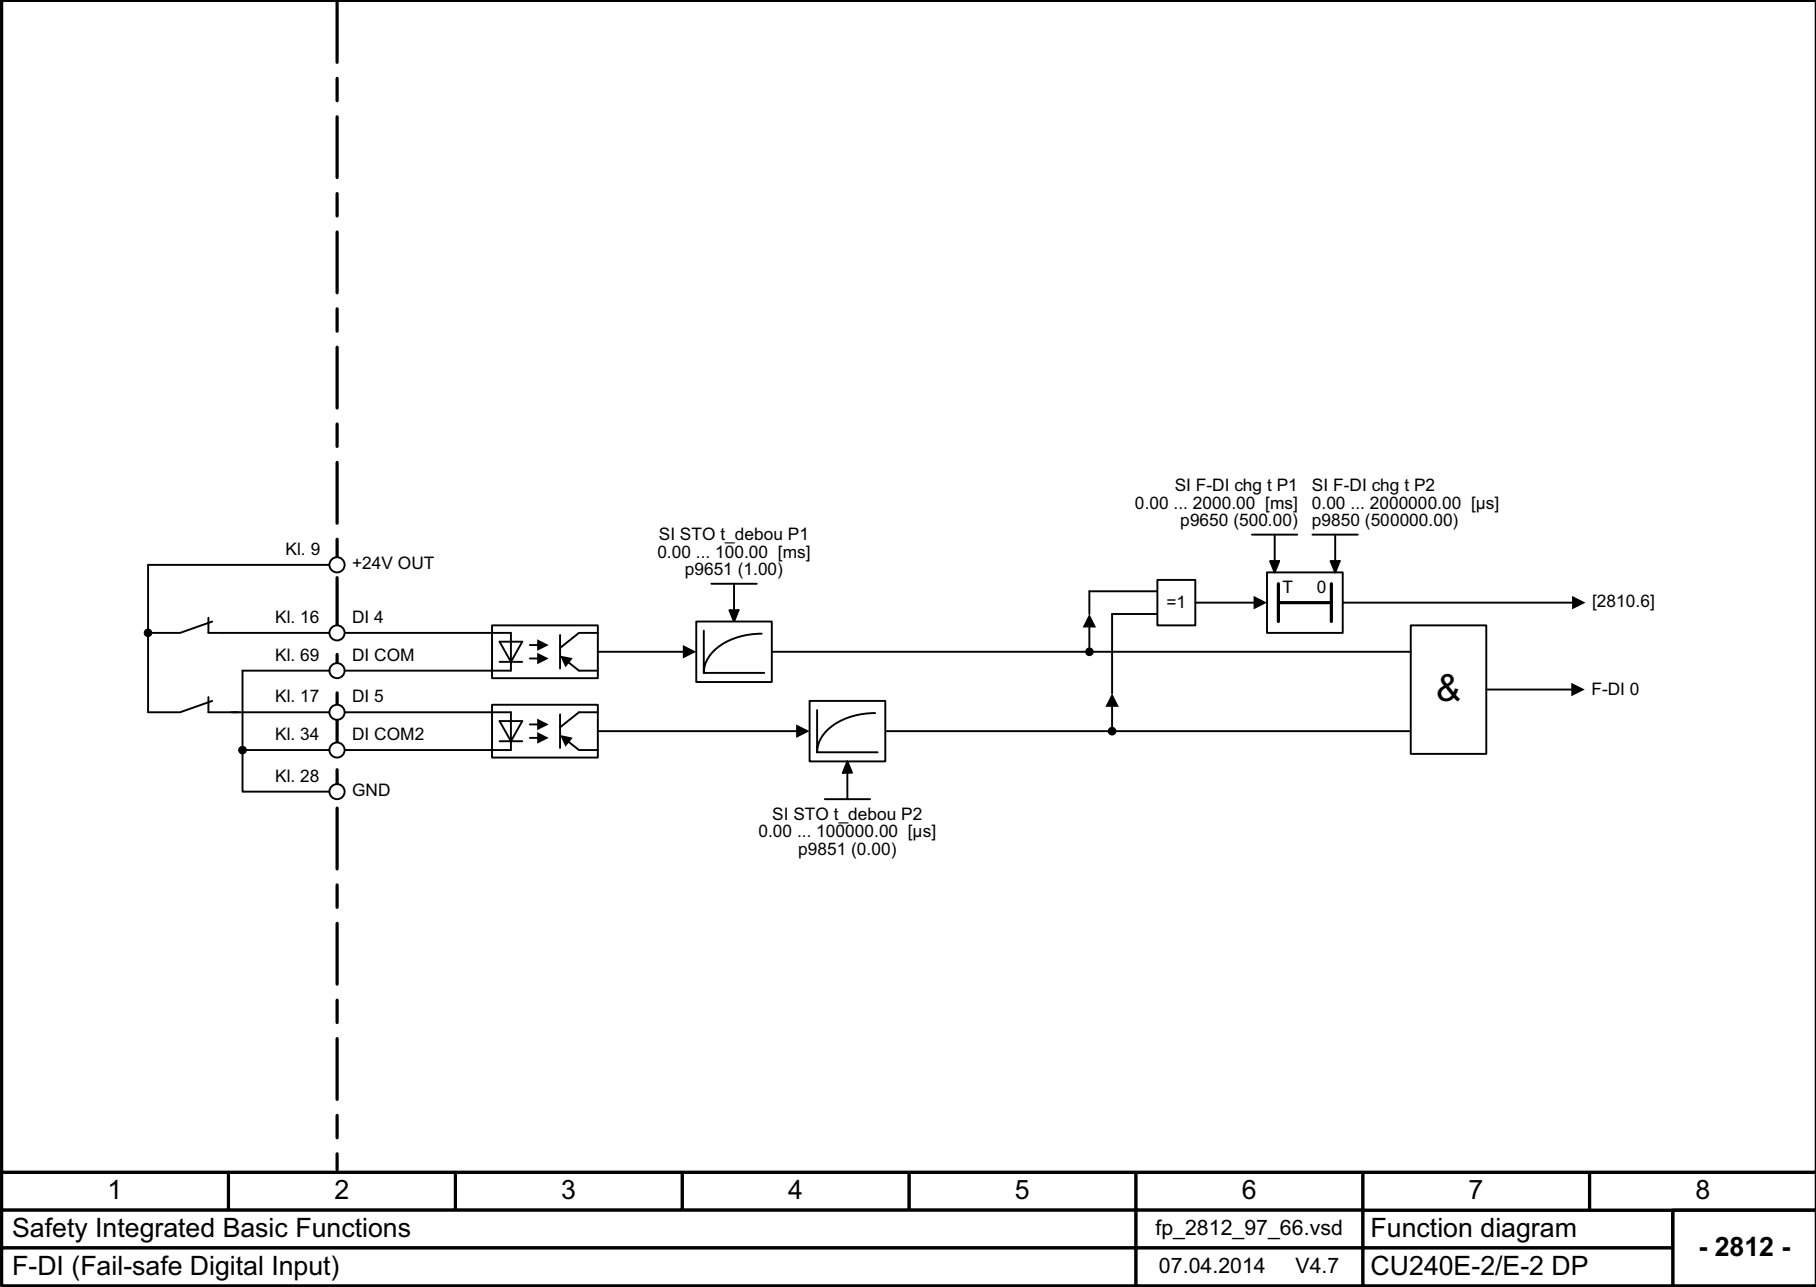 SI F-DI chg t P1
0.00 ... 2000.00 [ms]
p9650 (500.00)
SI F-DI chg t P2
0.00 ... 2000000.00 [µs]
p9850 (500000.00)
SI STO t_debou P1
0.00 ... 100.00 [ms]
p9651 (1.00)
Kl. 9
+24V OUT
T 0
=1
[2810.6]
Kl. 16
DI 4
Kl. 69
DI COM
Kl. 17
DI 5
&
F-DI 0
Kl. 34
DI COM2
Kl. 28
GND
SI STO t_debou P2
0.00 ... 100000.00 [µs]
p9851 (0.00)
1 2 3 4 5 6 7 8
Safety Integrated Basic Functions
fp_2812_97_66.vsd
Function diagram
- 2812 -
F-DI (Fail-safe Digital Input)
07.04.2014 V4.7
CU240E-2/E-2 DP